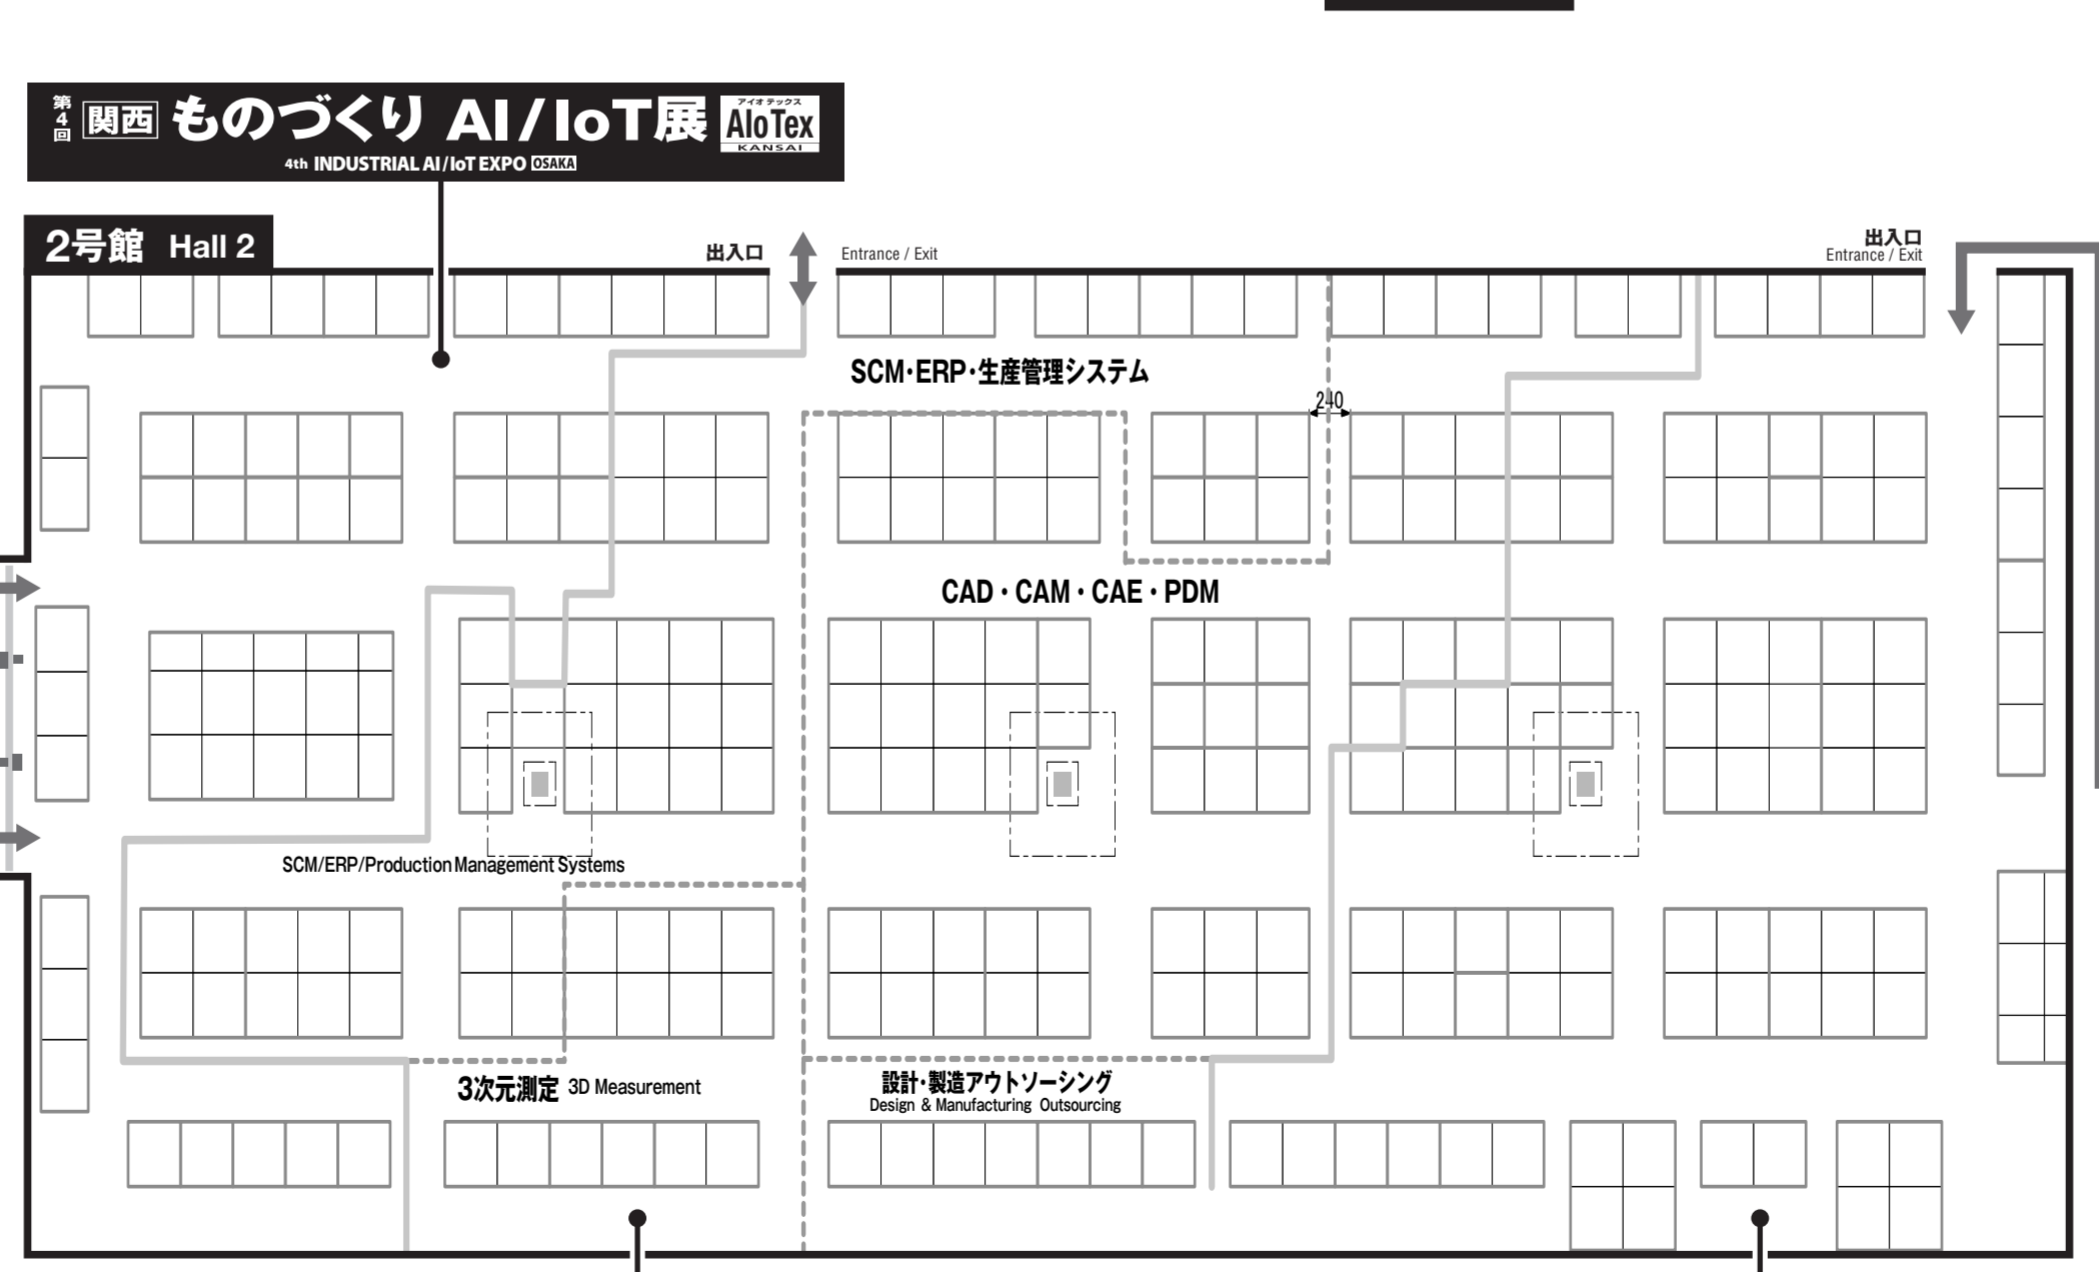 第4回
関西 ものづくり AI/IoT展
アイオテックス
AIoTex
KANSAI
4th INDUSTRIAL AI/IoT EXPO OSAKA
2号館 Hall 2
出入口 Entrance / Exit
出入口
Entrance / Exit
SCM・ERP・生産管理システム
240
CAD・CAM・CAE・PDM
SCM/ERP/Production Management Systems
3次元測定 3D Measurement
設計・製造アウトソーシング
Design & Manufacturing Outsourcing